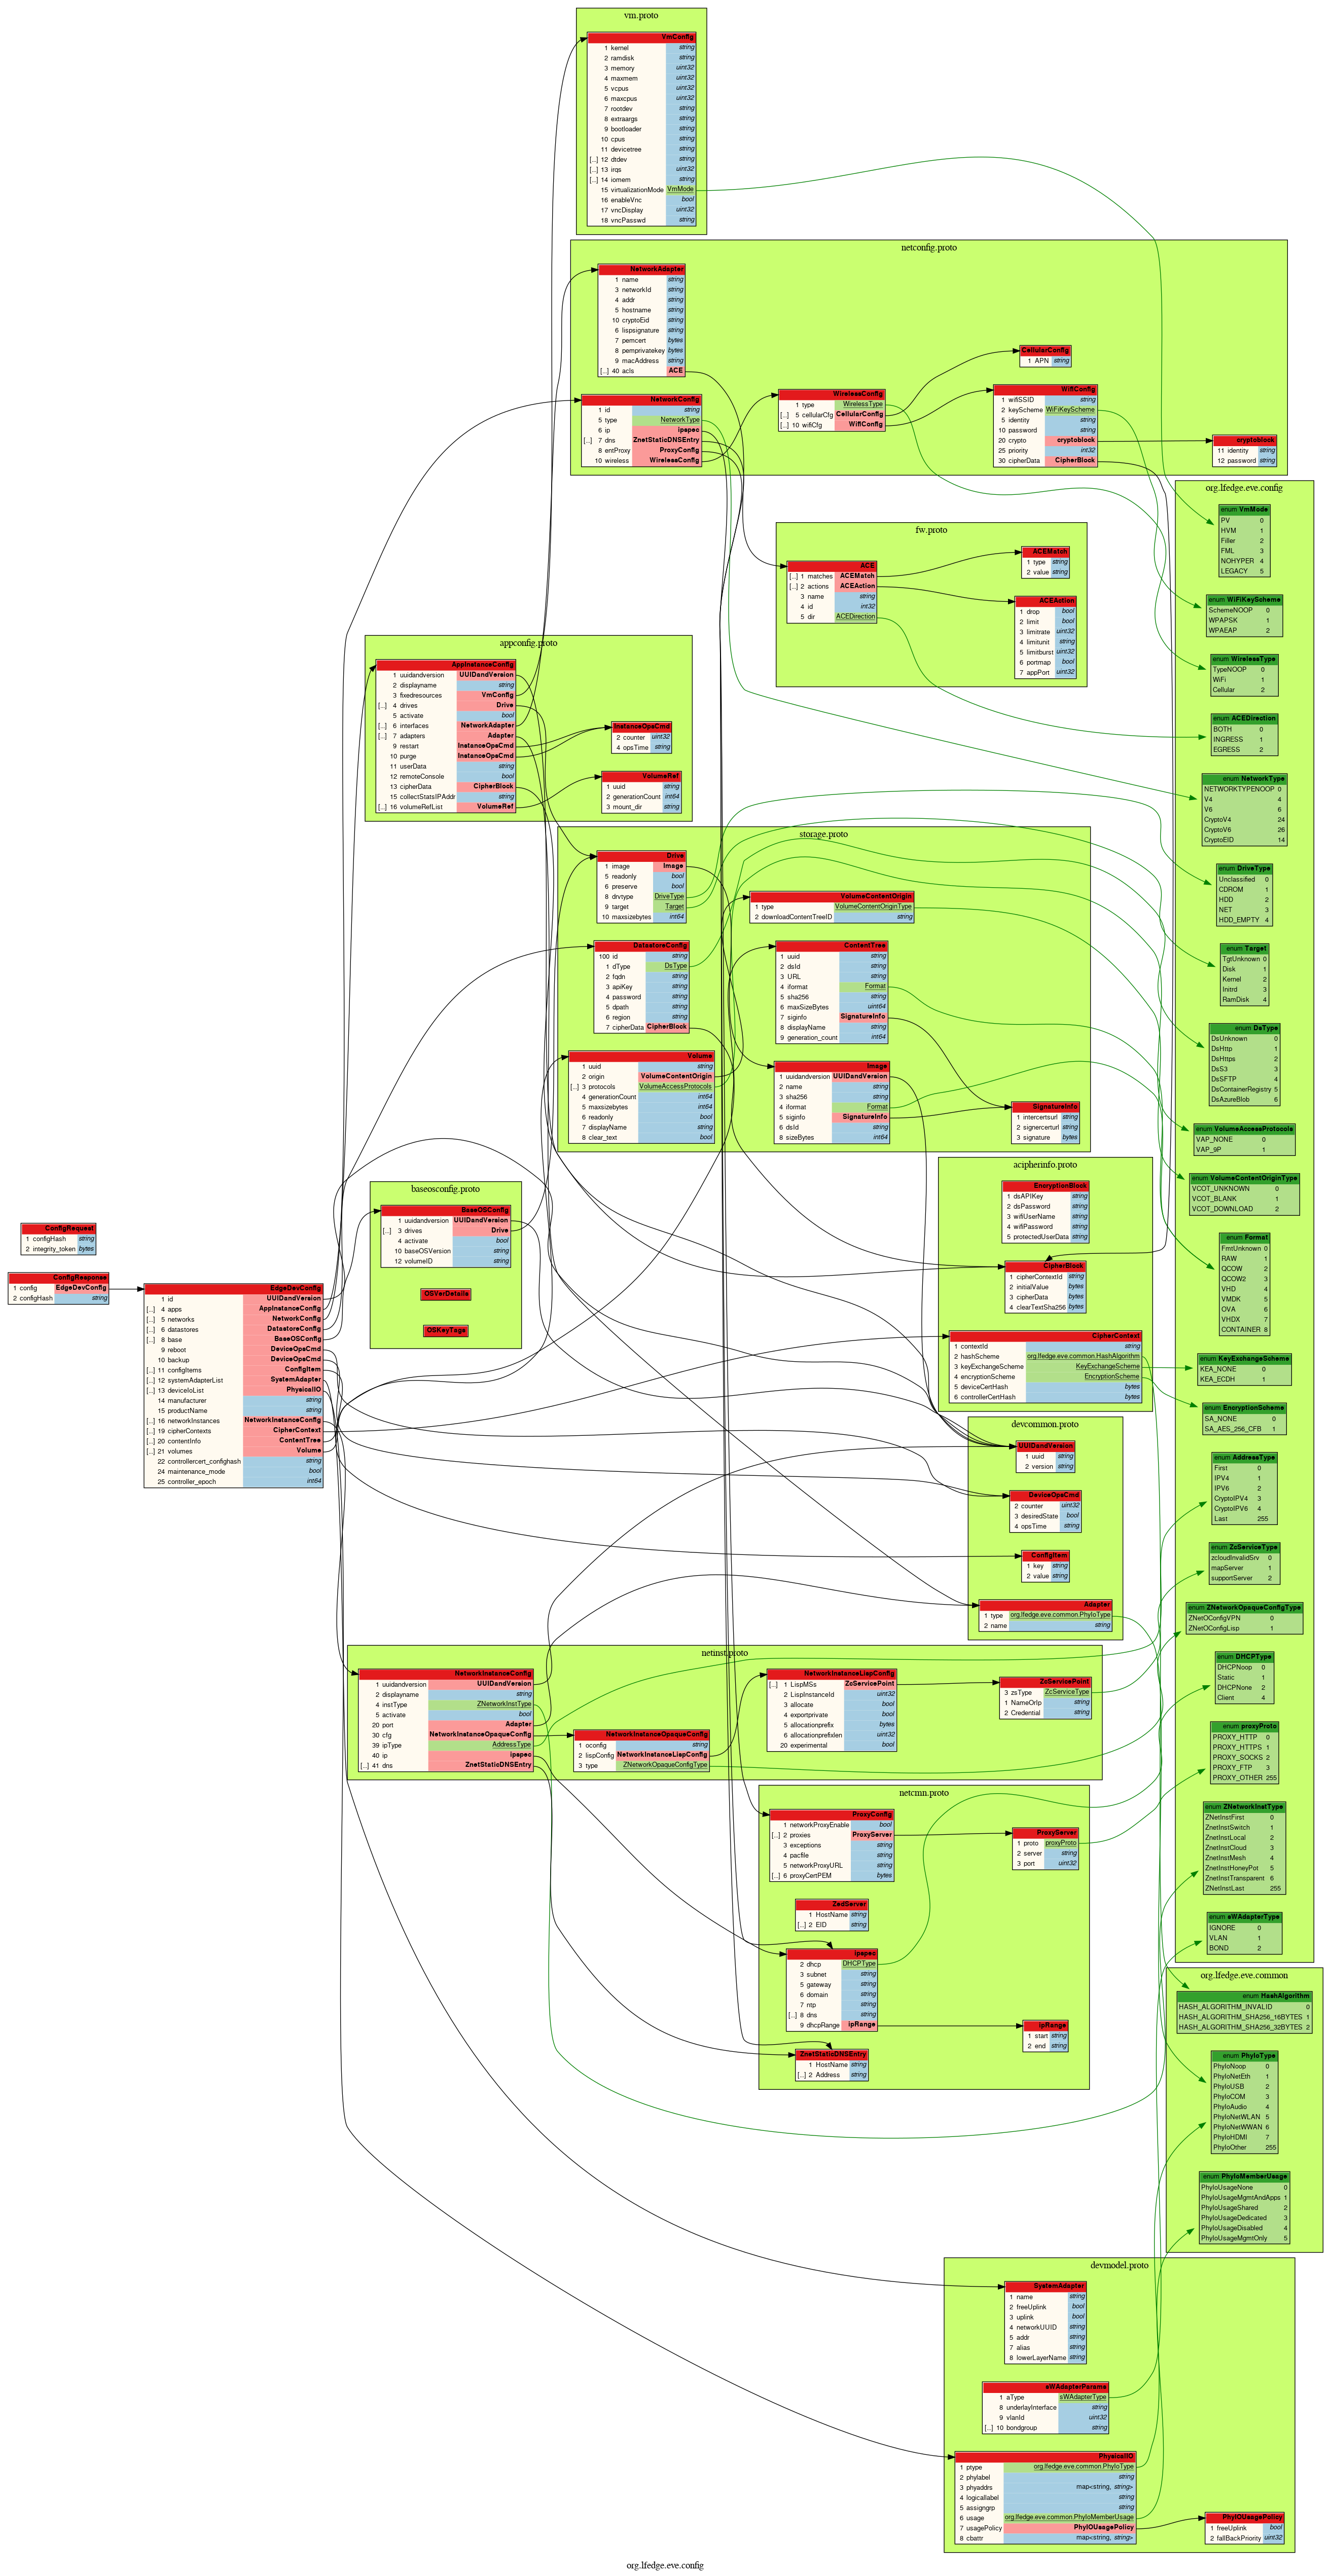 vm.proto
VmConfig
1 kernel string
2 ramdisk string
3 memory uint32
4 maxmem uint32
5 vcpus uint32
6 maxcpus uint32
7 rootdev string
8 extraargs string
9 bootloader string
10 cpus string
11 devicetree string
[...] 12 dtdev string
[...] 13 irqs uint32
[...] 14 iomem string
15 virtualizationMode VmMode
16 enableVnc bool
17 vncDisplay uint32
18 vncPasswd string
netconfig.proto
NetworkAdapter
1 name string
3 networkId string
4 addr string
5 hostname string
10 cryptoEid string
6 lispsignature string
7 pemcert bytes
8 pemprivatekey bytes
9 macAddress string
[...] 40 acls ACE
NetworkConfig
1 id string
5 type NetworkType
6 ip ipspec
[...] 7 dns ZnetStaticDNSEntry
8 entProxy ProxyConfig
10 wireless WirelessConfig
WirelessConfig
1 type WirelessType
[...] 5 cellularCfg CellularConfig
[...] 10 wifiCfg WifiConfig
CellularConfig
1 APN string
WifiConfig
1 wifiSSID string
2 keyScheme WiFiKeyScheme
5 identity string
10 password string
20 crypto cryptoblock
25 priority int32
30 cipherData CipherBlock
cryptoblock
11 identity string
12 password string
fw.proto
ACE
[...] 1 matches ACEMatch
[...] 2 actions ACEAction
3 name string
4 id int32
5 dir ACEDirection
ACEMatch
1 type string
2 value string
ACEAction
1 drop bool
2 limit bool
3 limitrate uint32
4 limitunit string
5 limitburst uint32
6 portmap bool
7 appPort uint32
appconfig.proto
AppInstanceConfig
1 uuidandversion UUIDandVersion
2 displayname string
3 fixedresources VmConfig
[...] 4 drives Drive
5 activate bool
[...] 6 interfaces NetworkAdapter
[...] 7 adapters Adapter
9 restart InstanceOpsCmd
10 purge InstanceOpsCmd
11 userData string
12 remoteConsole bool
13 cipherData CipherBlock
15 collectStatsIPAddr string
[...] 16 volumeRefList VolumeRef
InstanceOpsCmd
2 counter uint32
4 opsTime string
VolumeRef
1 uuid string
2 generationCount int64
3 mount_dir string
storage.proto
Drive
1 image Image
5 readonly bool
6 preserve bool
8 drvtype DriveType
9 target Target
10 maxsizebytes int64
DatastoreConfig
100 id string
1 dType DsType
2 fqdn string
3 apiKey string
4 password string
5 dpath string
6 region string
7 cipherData CipherBlock
Volume
1 uuid string
2 origin VolumeContentOrigin
[...] 3 protocols VolumeAccessProtocols
4 generationCount int64
5 maxsizebytes int64
6 readonly bool
7 displayName string
8 clear_text bool
VolumeContentOrigin
1 type VolumeContentOriginType
2 downloadContentTreeID string
ContentTree
1 uuid string
2 dsId string
3 URL string
4 iformat Format
5 sha256 string
6 maxSizeBytes uint64
7 siginfo SignatureInfo
8 displayName string
9 generation_count int64
Image
1 uuidandversion UUIDandVersion
2 name string
3 sha256 string
4 iformat Format
5 siginfo SignatureInfo
6 dsId string
8 sizeBytes int64
SignatureInfo
1 intercertsurl string
2 signercerturl string
3 signature bytes
acipherinfo.proto
EncryptionBlock
1 dsAPIKey string
2 dsPassword string
3 wifiUserName string
4 wifiPassword string
5 protectedUserData string
CipherBlock
1 cipherContextId string
2 initialValue bytes
3 cipherData bytes
4 clearTextSha256 bytes
CipherContext
1 contextId string
2 hashScheme org.lfedge.eve.common.HashAlgorithm
3 keyExchangeScheme KeyExchangeScheme
4 encryptionScheme EncryptionScheme
5 deviceCertHash bytes
6 controllerCertHash bytes
baseosconfig.proto
BaseOSConfig
1 uuidandversion UUIDandVersion
[...] 3 drives Drive
4 activate bool
10 baseOSVersion string
12 volumeID string
OSVerDetails
OSKeyTags
ConfigRequest
1 configHash string
2 integrity_token bytes
ConfigResponse
1 config EdgeDevConfig
2 configHash string
EdgeDevConfig
1 id UUIDandVersion
[...] 4 apps AppInstanceConfig
[...] 5 networks NetworkConfig
[...] 6 datastores DatastoreConfig
[...] 8 base BaseOSConfig
9 reboot DeviceOpsCmd
10 backup DeviceOpsCmd
[...] 11 configItems ConfigItem
[...] 12 systemAdapterList SystemAdapter
[...] 13 deviceIoList PhysicalIO
14 manufacturer string
15 productName string
[...] 16 networkInstances NetworkInstanceConfig
[...] 19 cipherContexts CipherContext
[...] 20 contentInfo ContentTree
[...] 21 volumes Volume
22 controllercert_confighash string
24 maintenance_mode bool
25 controller_epoch int64
devcommon.proto
UUIDandVersion
1 uuid string
2 version string
DeviceOpsCmd
2 counter uint32
3 desiredState bool
4 opsTime string
ConfigItem
1 key string
2 value string
Adapter
1 type org.lfedge.eve.common.PhyIoType
2 name string
netinst.proto
NetworkInstanceConfig
1 uuidandversion UUIDandVersion
2 displayname string
4 instType ZNetworkInstType
5 activate bool
20 port Adapter
30 cfg NetworkInstanceOpaqueConfig
39 ipType AddressType
40 ip ipspec
[...] 41 dns ZnetStaticDNSEntry
NetworkInstanceOpaqueConfig
1 oconfig string
2 lispConfig NetworkInstanceLispConfig
3 type ZNetworkOpaqueConfigType
NetworkInstanceLispConfig
[...] 1 LispMSs ZcServicePoint
2 LispInstanceId uint32
3 allocate bool
4 exportprivate bool
5 allocationprefix bytes
6 allocationprefixlen uint32
20 experimental bool
ZcServicePoint
3 zsType ZcServiceType
1 NameOrIp string
2 Credential string
netcmn.proto
ProxyConfig
1 networkProxyEnable bool
[...] 2 proxies ProxyServer
3 exceptions string
4 pacfile string
5 networkProxyURL string
[...] 6 proxyCertPEM bytes
ProxyServer
1 proto proxyProto
2 server string
3 port uint32
ZedServer
1 HostName string
[...] 2 EID string
ipspec
2 dhcp DHCPType
3 subnet string
5 gateway string
6 domain string
7 ntp string
[...] 8 dns string
9 dhcpRange ipRange
ipRange
1 start string
2 end string
ZnetStaticDNSEntry
1 HostName string
[...] 2 Address string
devmodel.proto
SystemAdapter
1 name string
2 freeUplink bool
3 uplink bool
4 networkUUID string
5 addr string
7 alias string
8 lowerLayerName string
sWAdapterParams
1 aType sWAdapterType
8 underlayInterface string
9 vlanId uint32
[...] 10 bondgroup string
PhysicalIO
1 ptype org.lfedge.eve.common.PhyIoType
2 phylabel string
3 phyaddrs map<string, string>
4 logicallabel string
5 assigngrp string
6 usage org.lfedge.eve.common.PhyIoMemberUsage
7 usagePolicy PhyIOUsagePolicy
8 cbattr map<string, string>
PhyIOUsagePolicy
1 freeUplink bool
2 fallBackPriority uint32
org.lfedge.eve.config
enum VmMode
PV 0
HVM 1
Filler 2
FML 3
NOHYPER 4
LEGACY 5
enum WiFiKeyScheme
SchemeNOOP 0
WPAPSK 1
WPAEAP 2
enum WirelessType
TypeNOOP 0
WiFi 1
Cellular 2
enum ACEDirection
BOTH 0
INGRESS 1
EGRESS 2
enum NetworkType
NETWORKTYPENOOP 0
V4 4
V6 6
CryptoV4 24
CryptoV6 26
CryptoEID 14
enum DriveType
Unclassified 0
CDROM 1
HDD 2
NET 3
HDD_EMPTY 4
enum Target
TgtUnknown 0
Disk 1
Kernel 2
Initrd 3
RamDisk 4
enum DsType
DsUnknown 0
DsHttp 1
DsHttps 2
DsS3 3
DsSFTP 4
DsContainerRegistry 5
DsAzureBlob 6
enum VolumeAccessProtocols
VAP_NONE 0
VAP_9P 1
enum VolumeContentOriginType
VCOT_UNKNOWN 0
VCOT_BLANK 1
VCOT_DOWNLOAD 2
enum Format
FmtUnknown 0
RAW 1
QCOW 2
QCOW2 3
VHD 4
VMDK 5
OVA 6
VHDX 7
CONTAINER 8
enum KeyExchangeScheme
KEA_NONE 0
KEA_ECDH 1
enum EncryptionScheme
SA_NONE 0
SA_AES_256_CFB 1
enum AddressType
First 0
IPV4 1
IPV6 2
CryptoIPV4 3
CryptoIPV6 4
Last 255
enum ZcServiceType
zcloudInvalidSrv 0
mapServer 1
supportServer 2
enum ZNetworkOpaqueConfigType
ZNetOConfigVPN 0
ZNetOConfigLisp 1
enum DHCPType
DHCPNoop 0
Static 1
DHCPNone 2
Client 4
enum proxyProto
PROXY_HTTP 0
PROXY_HTTPS 1
PROXY_SOCKS 2
PROXY_FTP 3
PROXY_OTHER 255
enum ZNetworkInstType
ZNetInstFirst 0
ZnetInstSwitch 1
ZnetInstLocal 2
ZnetInstCloud 3
ZnetInstMesh 4
ZnetInstHoneyPot 5
ZnetInstTransparent 6
ZNetInstLast 255
enum sWAdapterType
IGNORE 0
VLAN 1
BOND 2
org.lfedge.eve.common
enum HashAlgorithm
HASH_ALGORITHM_INVALID 0
HASH_ALGORITHM_SHA256_16BYTES 1
HASH_ALGORITHM_SHA256_32BYTES 2
enum PhyIoType
PhyIoNoop 0
PhyIoNetEth 1
PhyIoUSB 2
PhyIoCOM 3
PhyIoAudio 4
PhyIoNetWLAN 5
PhyIoNetWWAN 6
PhyIoHDMI 7
PhyIoOther 255
enum PhyIoMemberUsage
PhyIoUsageNone 0
PhyIoUsageMgmtAndApps 1
PhyIoUsageShared 2
PhyIoUsageDedicated 3
PhyIoUsageDisabled 4
PhyIoUsageMgmtOnly 5
org.lfedge.eve.config